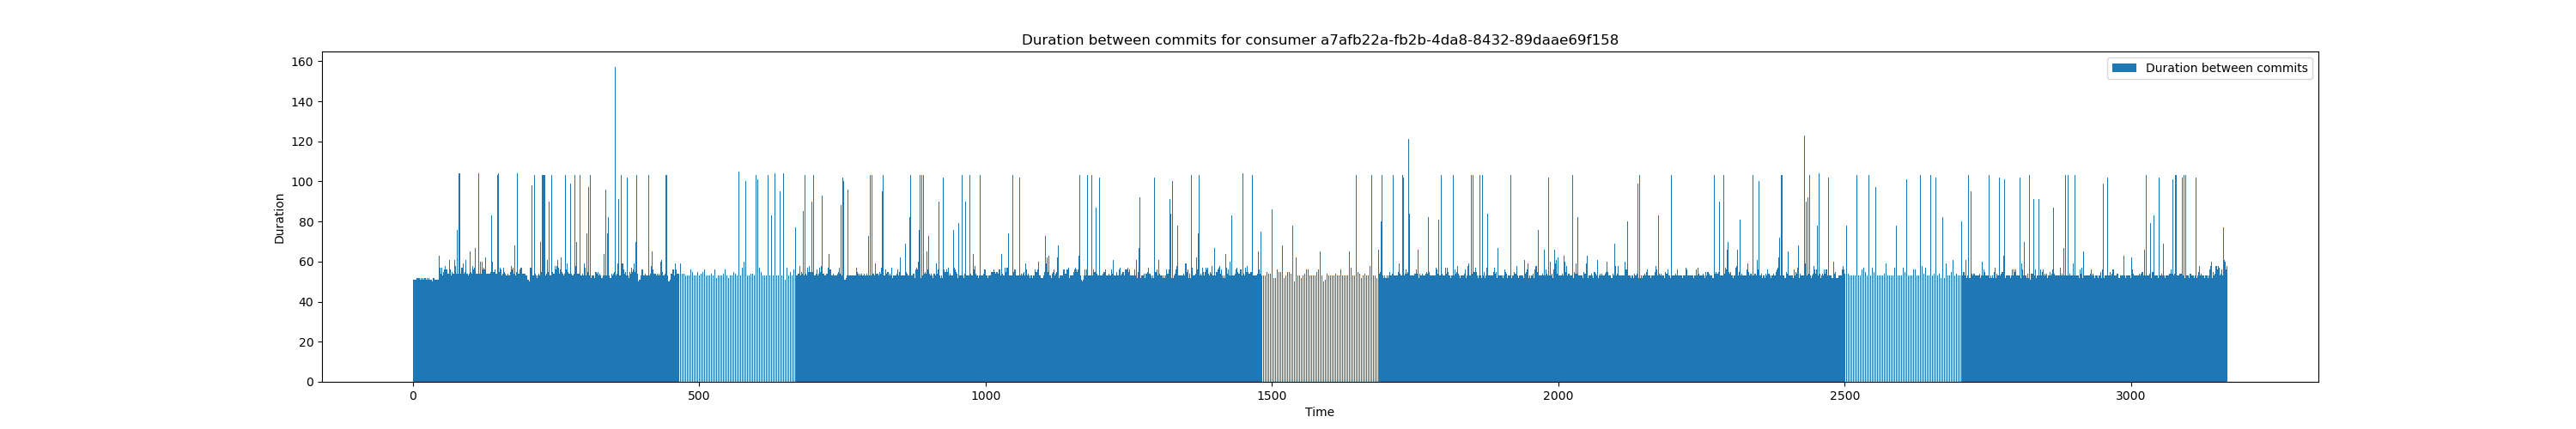 Duration between commits for consumer a7afb22a-fb2b-4da8-8432-89daae69f158
Duration between commits
160
140
120
100
80
60
40
20
0
Duration
0 500 1000 1500 2000 2500 3000
Time